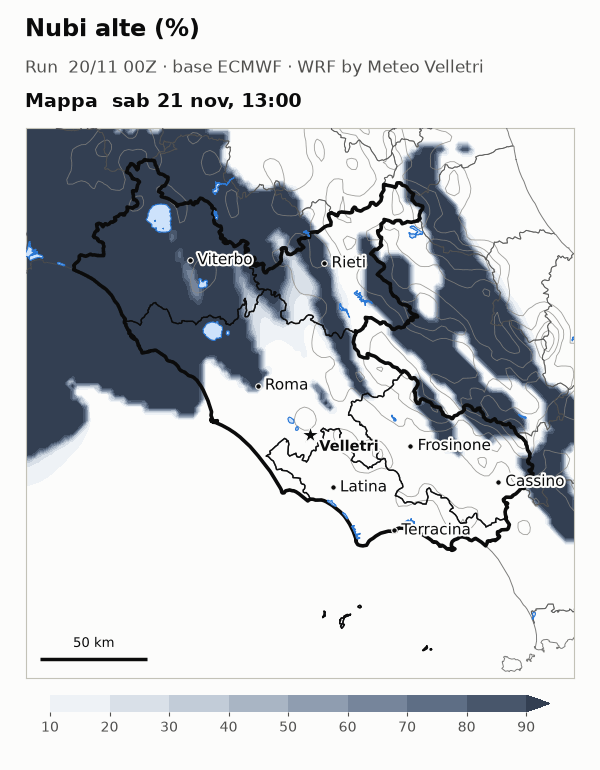 Nubi alte (%)
Run  20/11 00Z · base ECMWF · WRF by Meteo Velletri
Mappa  sab 21 nov, 13:00
Viterbo
Rieti
Roma
Velletri
Frosinone
Cassino
Latina
Terracina
50 km
10 20 30 40 50 60 70 80 90